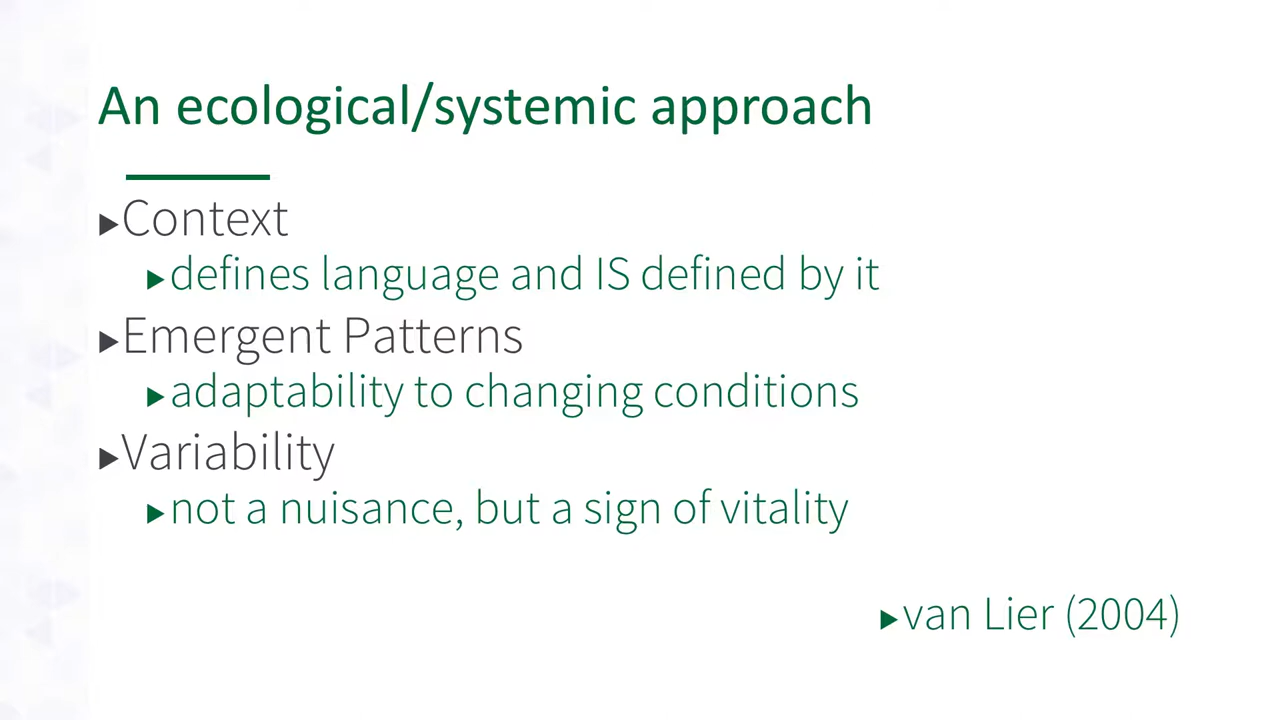 An ecological/systemic approach
▶Context
▶defines language and IS defined by it
▶Emergent Patterns
▶adaptability to changing conditions
▶Variability
▶not a nuisance, but a sign of vitality
▶van Lier (2004)